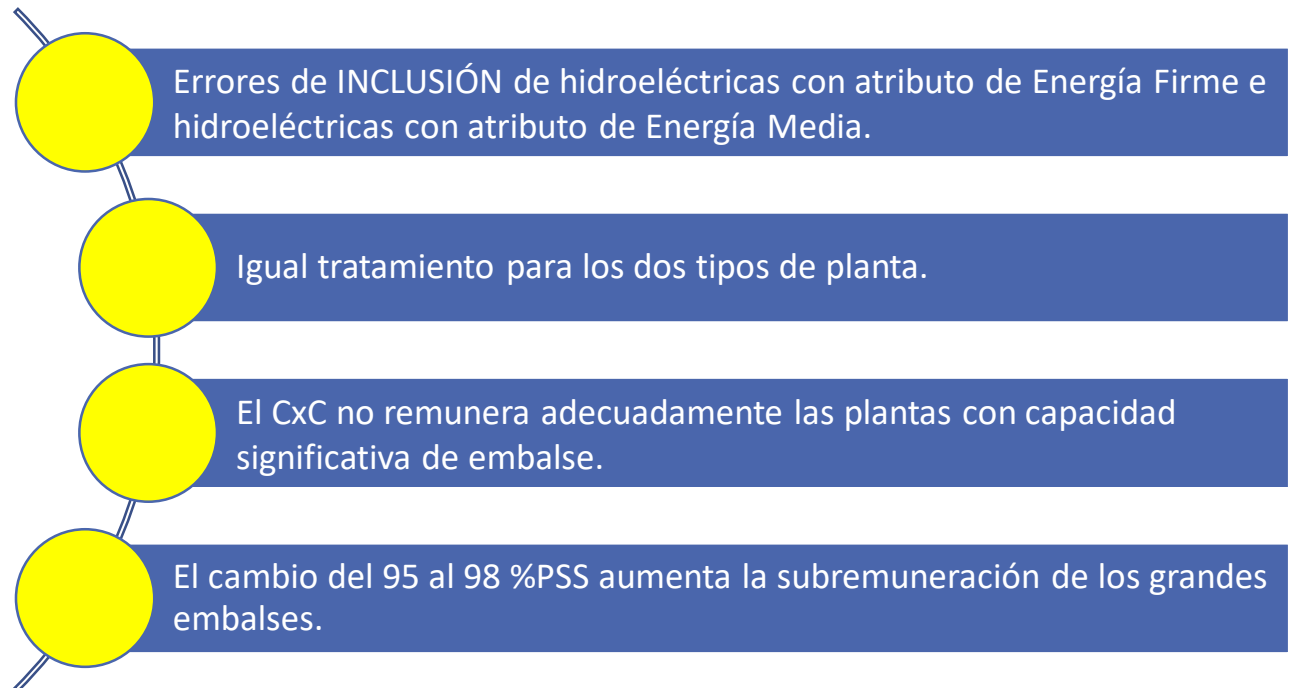 Errores de INCLUSIÓN de hidroeléctricas con atributo de Energía Firme e
hidroeléctricas con atributo de Energía Media.
Igual tratamiento para los dos tipos de planta.
El CxC no remunera adecuadamente las plantas con capacidad
significativa de embalse.
El cambio del 95 al 98 %PSS aumenta la subremuneración de los grandes
embalses.